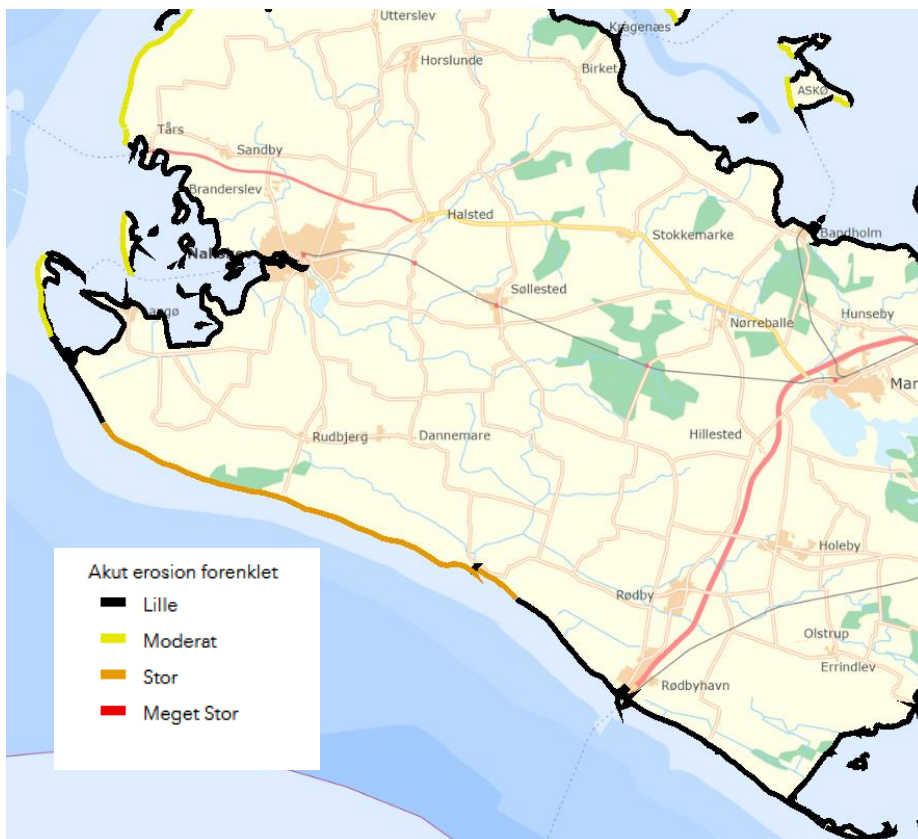 Utterslev
Kragenæs
Horslunde
Birket
ASKØ
Tårs
Sandby
Branderslev
Halsted
Stokkemarke
Bandholm
Søllested
Hunseby
Nørreballe
Mar
Rudbjerg
Dannemare
Hillested
Holeby
Rødby
Olstrup
Errindlev
Rødbyhavn
Akut erosion forenklet
Lille
Moderat
Stor
Meget Stor